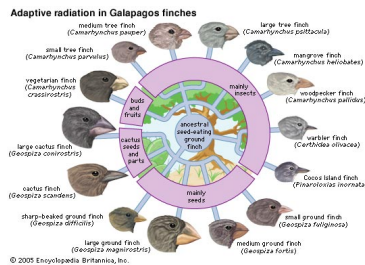 Adaptive radiation in Galapagos finches
medium tree finch
(Camarhynchus pauper)
large tree finch
(Camarhynchus psittacula)
small tree finch
(Camarhynchus parvulus)
mangrove finch
(Camarhynchus heliobates)
vegetarian finch
(Camarhynchus
crassirostris)
woodpecker finch
(Camarhynchus pallidus)
buds
and
fruits
mainly
insects
ancestral
seed-eating
ground
finch
warbler finch
(Certhidea olivacea)
large cactus finch
(Geospiza conirostris)
cactus
seeds
and
parts
Cocos Island finch
(Pinaroloxias inornata)
cactus finch
(Geospiza scandens)
mainly
seeds
sharp-beaked ground finch
(Geospiza difficilis)
small ground finch
(Geospiza fuliginosa)
large ground finch
(Geospiza magnirostris)
medium ground finch
(Geospiza fortis)
© 2005 Encyclopædia Britannica, Inc.